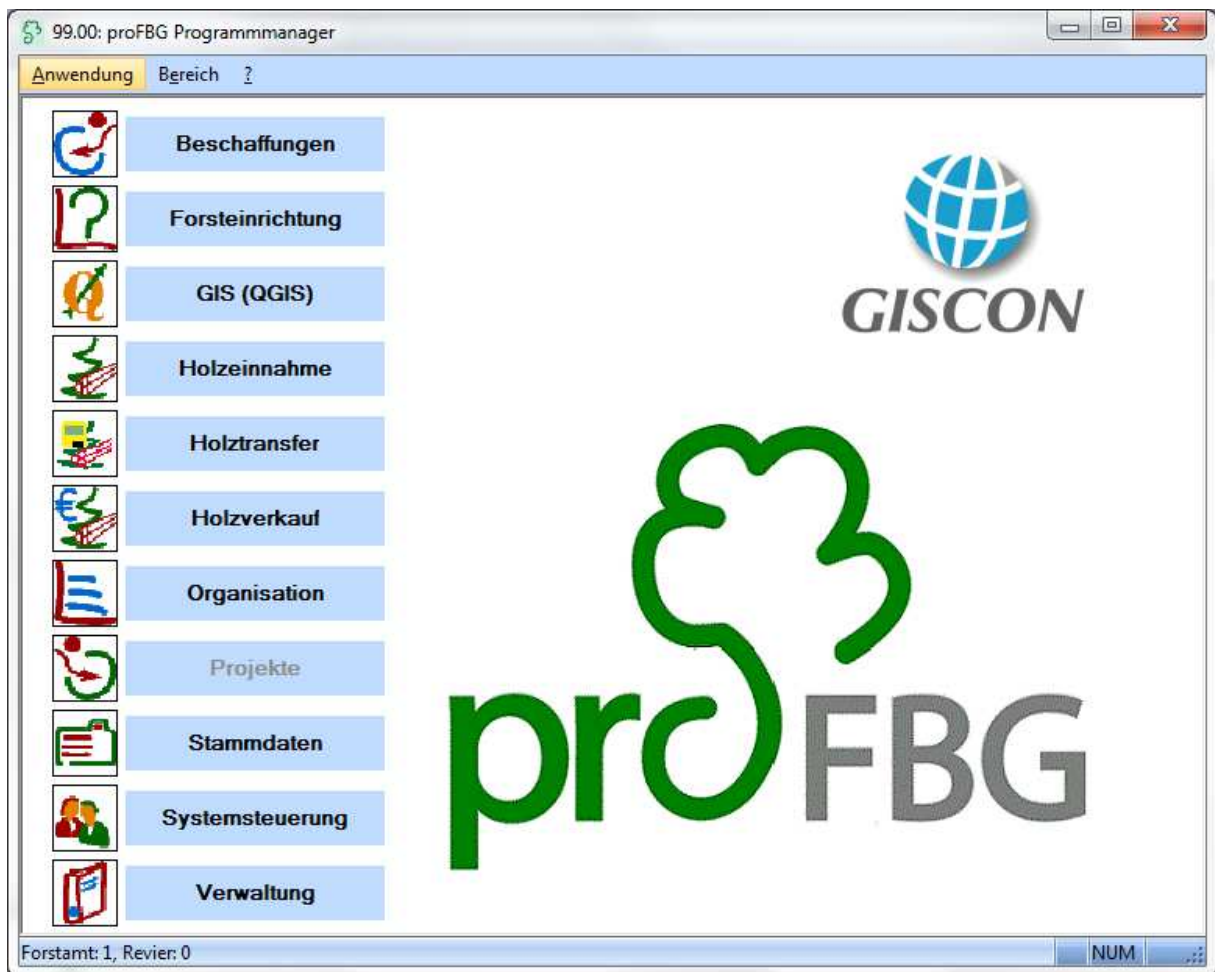 99.00: proFBG Programmmanager
Anwendung Bereich ?
Beschaffungen
Forsteinrichtung
GIS (QGIS)
Holzeinnahme
Holztransfer
Holzverkauf
Organisation
Projekte
Stammdaten
Systemsteuerung
Verwaltung
GISCON
proFBG
Forstamt: 1, Revier: 0 NUM